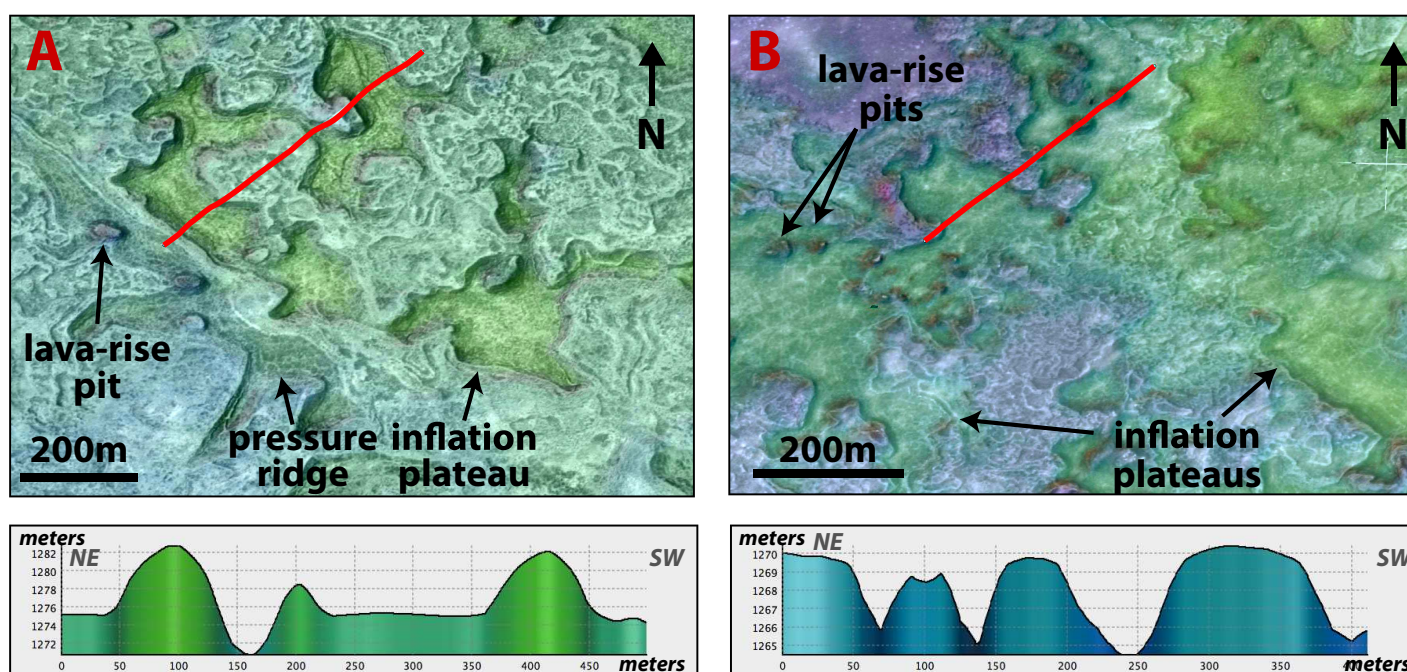 A
N
lava-rise
pit
200m
pressure
ridge
inflation
plateau
B
lava-rise
pits
N
200m
inflation
plateaus
meters
NE
SW
1282
1280
1278
1276
1274
1272
0 50 100 150 200 250 300 350 400 450
meters
meters
NE
SW
1270
1269
1268
1267
1266
1265
0 50 100 150 200 250 300 350
meters